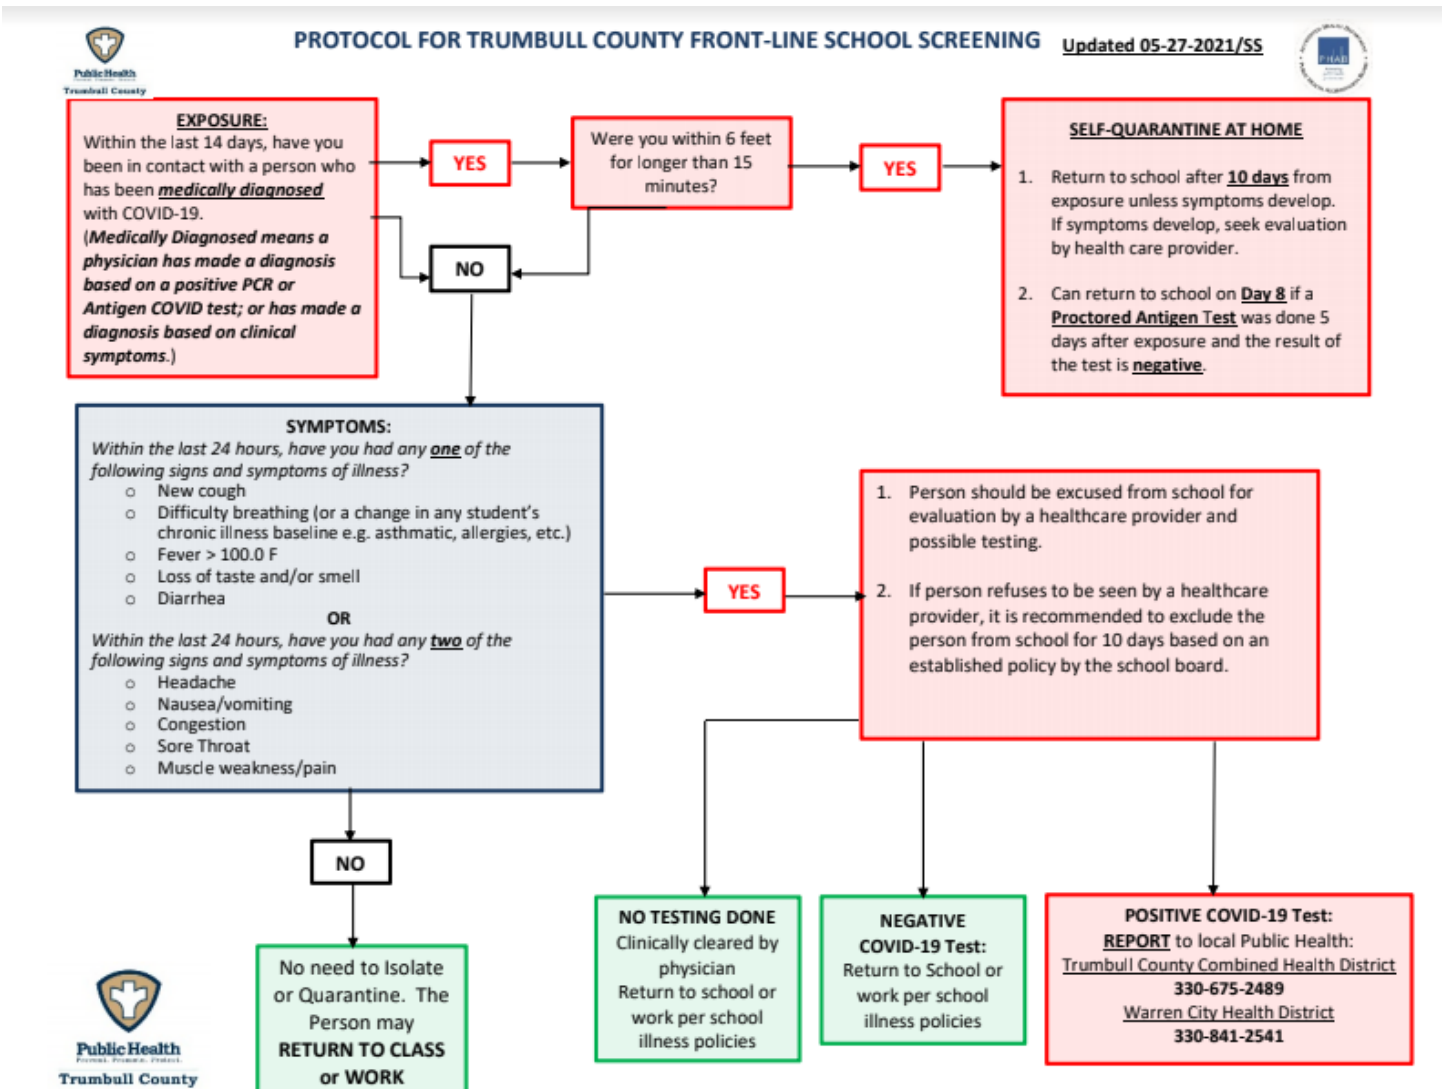 PROTOCOL FOR TRUMBULL COUNTY FRONT-LINE SCHOOL SCREENING
Updated 05-27-2021/SS
Public Health
Trumbull County
PHAB
EXPOSURE:
Within the last 14 days, have you
been in contact with a person who
has been medically diagnosed
with COVID-19.
(Medically Diagnosed means a
physician has made a diagnosis
based on a positive PCR or
Antigen COVID test; or has made a
diagnosis based on clinical
symptoms.)
YES
Were you within 6 feet
for longer than 15
minutes?
YES
SELF-QUARANTINE AT HOME
1. Return to school after 10 days from
exposure unless symptoms develop.
If symptoms develop, seek evaluation
by health care provider.
2. Can return to school on Day 8 if a
Proctored Antigen Test was done 5
days after exposure and the result of
the test is negative.
NO
SYMPTOMS:
Within the last 24 hours, have you had any one of the
following signs and symptoms of illness?
o New cough
o Difficulty breathing (or a change in any student's
chronic illness baseline e.g. asthmatic, allergies, etc.)
o Fever > 100.0 F
o Loss of taste and/or smell
o Diarrhea
OR
Within the last 24 hours, have you had any two of the
following signs and symptoms of illness?
o Headache
o Nausea/vomiting
o Congestion
o Sore Throat
o Muscle weakness/pain
YES
1. Person should be excused from school for
evaluation by a healthcare provider and
possible testing.
2. If person refuses to be seen by a healthcare
provider, it is recommended to exclude the
person from school for 10 days based on an
established policy by the school board.
NO
No need to Isolate
or Quarantine. The
Person may
RETURN TO CLASS
or WORK
NO TESTING DONE
Clinically cleared by
physician
Return to school or
work per school
illness policies
NEGATIVE
COVID-19 Test:
Return to School or
work per school
illness policies
POSITIVE COVID-19 Test:
REPORT to local Public Health:
Trumbull County Combined Health District
330-675-2489
Warren City Health District
330-841-2541
Public Health
Prevent. Promote. Protect.
Trumbull County